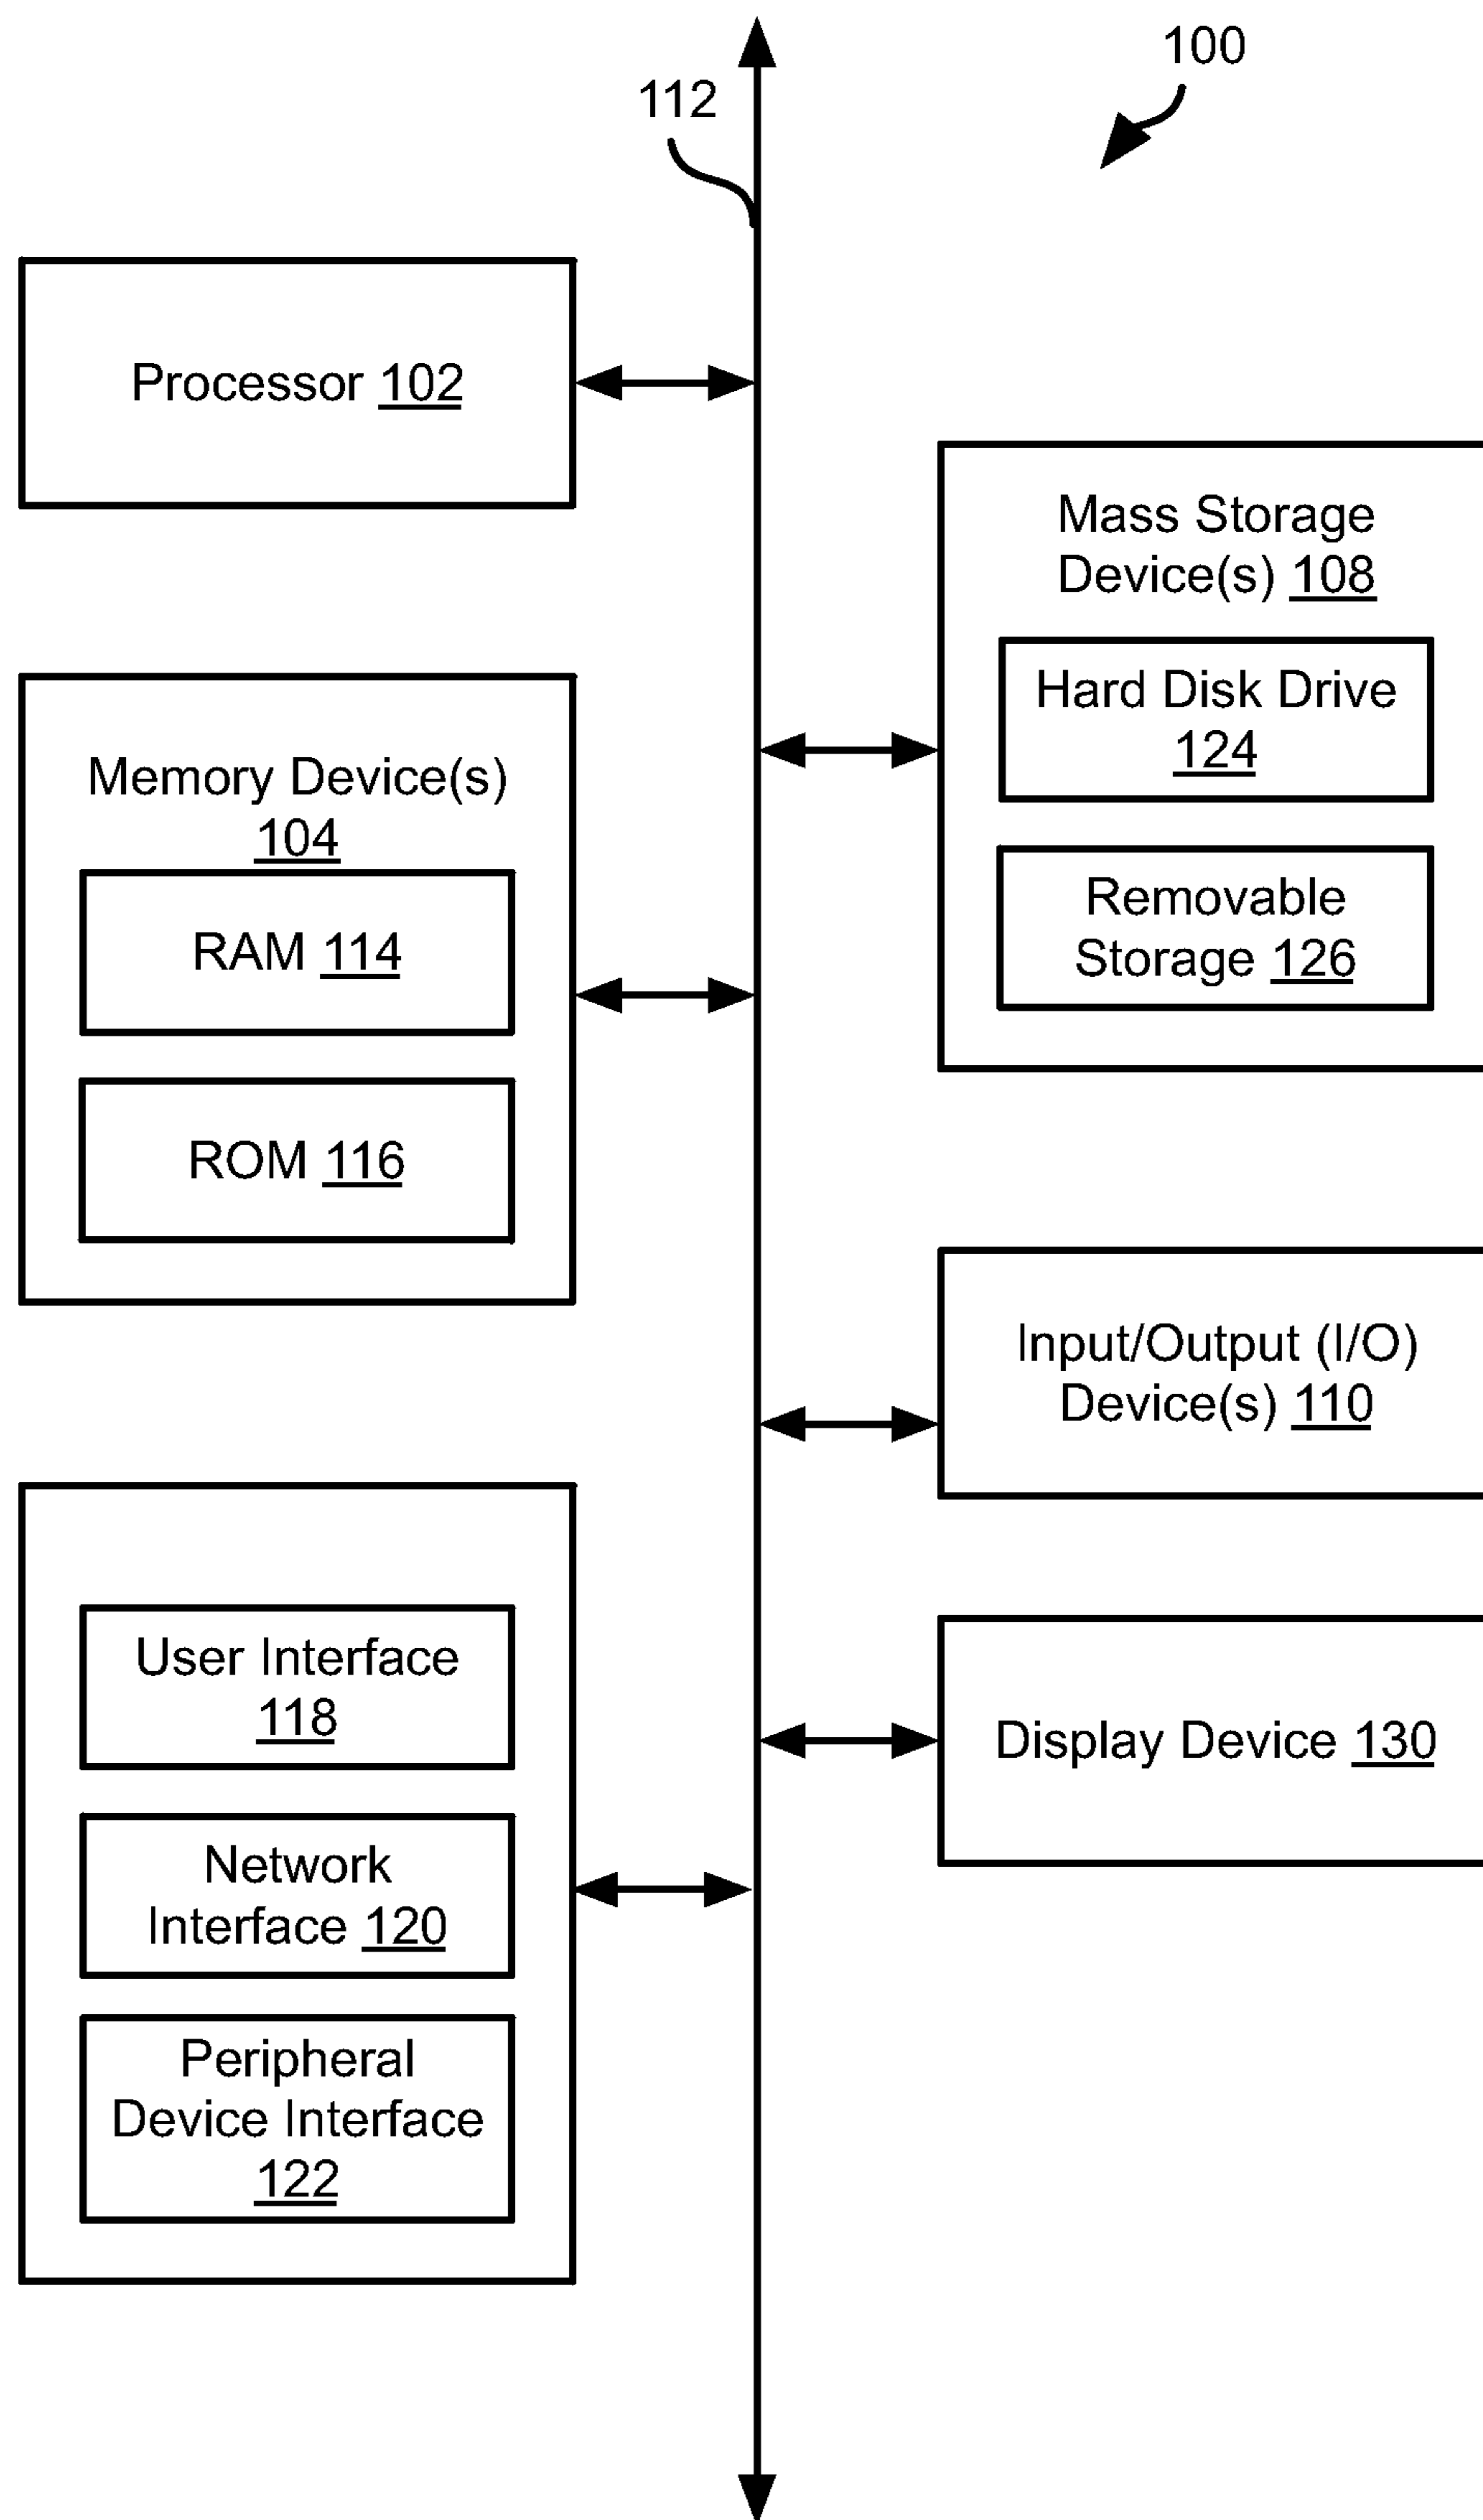 100
112
Processor 102
Mass Storage
Device(s) 108
Hard Disk Drive
124
Removable
Storage 126
Memory Device(s)
104
RAM 114
ROM 116
Input/Output (I/O)
Device(s) 110
User Interface
118
Network
Interface 120
Peripheral
Device Interface
122
Display Device 130